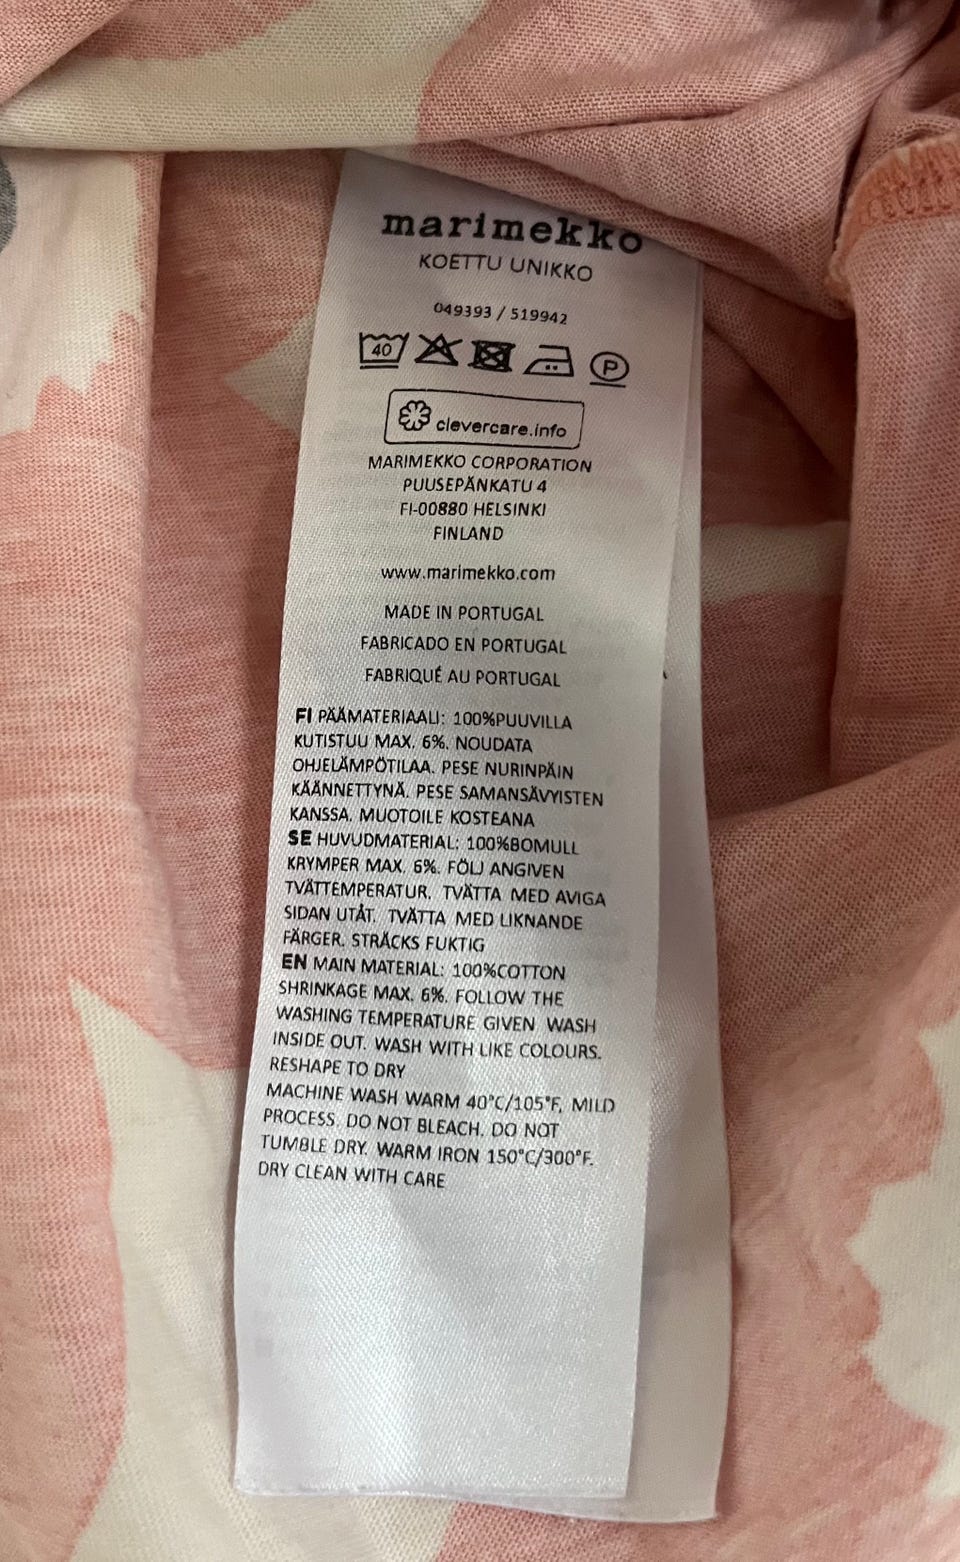 marimekko
KOETTU UNIKKO
049393 / 519942
40 P
clevercare.info
MARIMEKKO CORPORATION
PUUSEPÄNKATU 4
FI-00880 HELSINKI
FINLAND
www.marimekko.com
MADE IN PORTUGAL
FABRICADO EN PORTUGAL
FABRIQUÉ AU PORTUGAL
FI PÄÄMATERIAALI: 100%PUUVILLA
KUTISTUU MAX. 6%. NOUDATA
OHJELÄMPÖTILAA. PESE NURINPÄIN
KÄÄNNETTYNÄ. PESE SAMANSÄVYISTEN
KANSSA. MUOTOILE KOSTEANA
SE HUVUDMATERIAL: 100%BOMULL
KRYMPER MAX. 6%. FÖLJ ANGIVEN
TVÄTTEMPERATUR. TVÄTTA MED AVIGA
SIDAN UTÅT. TVÄTTA MED LIKNANDE
FÄRGER. STRÄCKS FUKTIG
EN MAIN MATERIAL: 100%COTTON
SHRINKAGE MAX. 6%. FOLLOW THE
WASHING TEMPERATURE GIVEN WASH
INSIDE OUT. WASH WITH LIKE COLOURS.
RESHAPE TO DRY
MACHINE WASH WARM 40°C/105°F, MILD
PROCESS. DO NOT BLEACH. DO NOT
TUMBLE DRY. WARM IRON 150°C/300°F.
DRY CLEAN WITH CARE